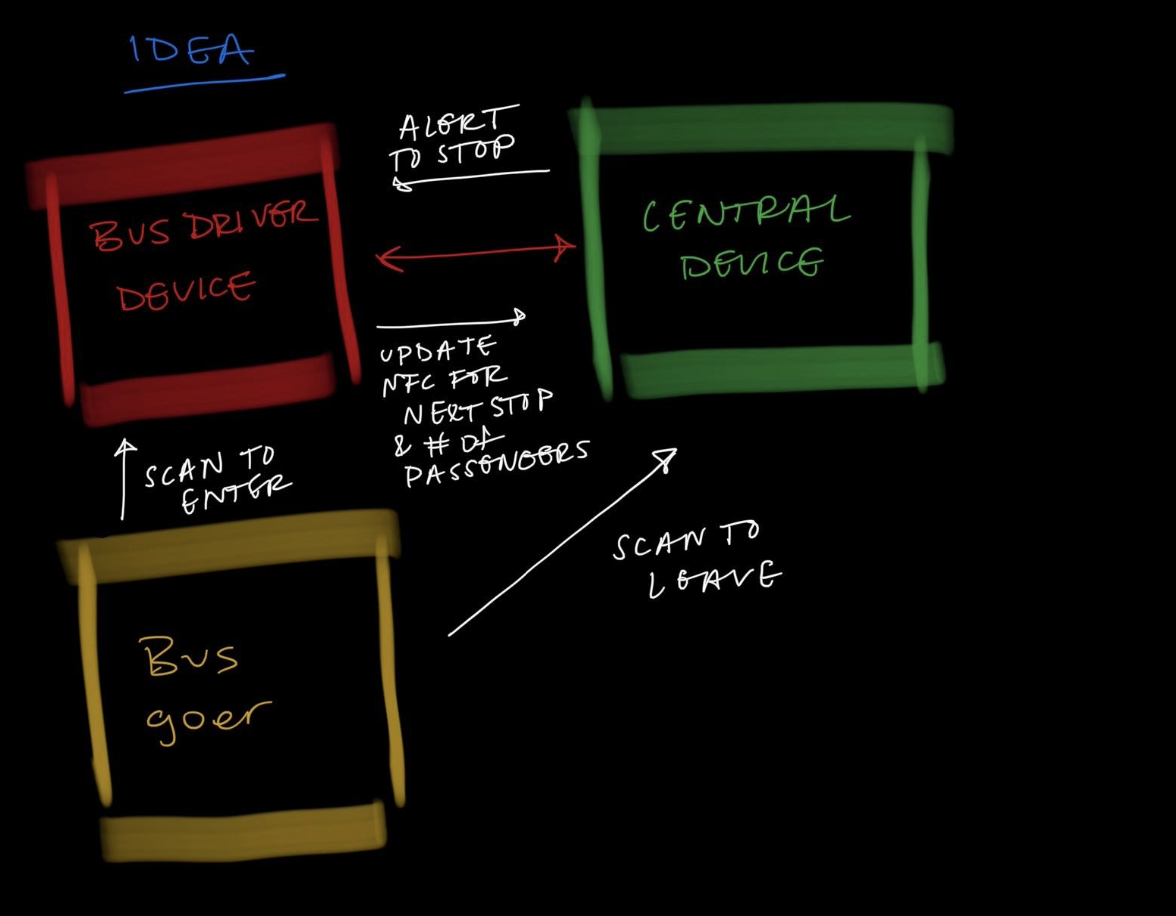 IDEA
ALERT
TO STOP
BUS DRIVER
DEVICE
CENTRAL
DEVICE
UPDATE
NFC FOR
NEXT STOP
& # OF
PASSENGERS
SCAN TO
ENTER
SCAN TO
LEAVE
Bus
goer